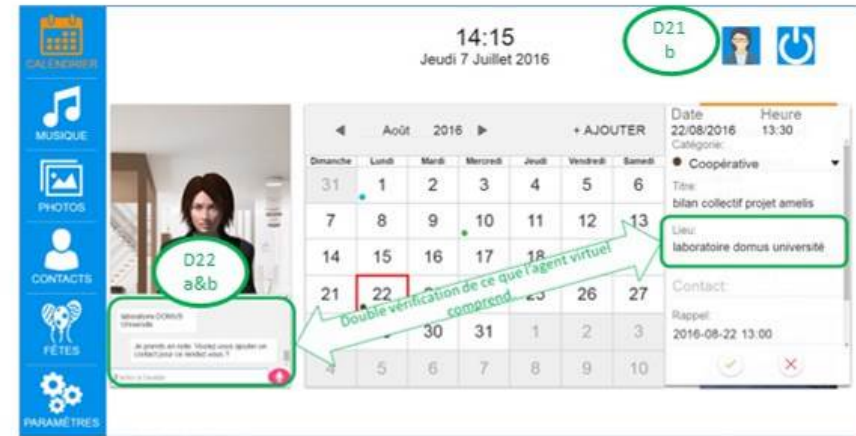 14:15
Jeudi 7 Juillet 2016
D21
b
CALENDRIER
MUSIQUE
PHOTOS
CONTACTS
FÊTES
PARAMÈTRES
D22
a&b
laboratoire DOMUS
Université
Je prends en note. Voulez vous ajouter un
contact pour ce rendez vous ?
Août 2016 + AJOUTER
Dimanche Lundi Mardi Mercredi Jeudi Vendredi Samedi
31 1 2 3 4 5 6
7 8 9 10 11 12 13
14 15 16 17 18
21 22 25 26 27
30 31 1 2 3
4 5 6 7 8 9 10
Double vérification de ce que l'agent virtuel
comprend
Date Heure
22/08/2016 13:30
Catégorie:
Coopérative
Titre:
bilan collectif projet amelis
Lieu:
laboratoire domus université
Contact:
Rappel:
2016-08-22 13:00